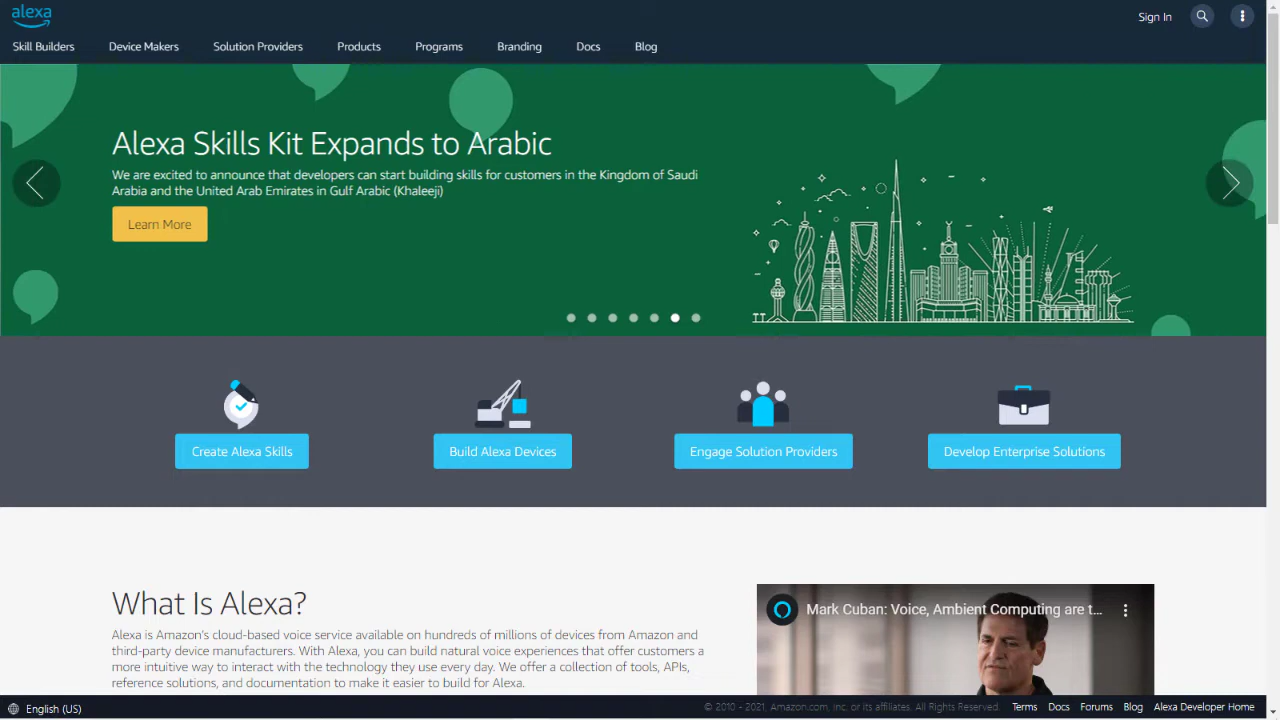 alexa
Sign In
Skill Builders
Device Makers
Solution Providers
Products
Programs
Branding
Docs
Blog
Alexa Skills Kit Expands to Arabic
We are excited to announce that developers can start building skills for customers in the Kingdom of Saudi
Arabia and the United Arab Emirates in Gulf Arabic (Khaleeji)
Learn More
Create Alexa Skills
Build Alexa Devices
Engage Solution Providers
Develop Enterprise Solutions
What Is Alexa?
Alexa is Amazon's cloud-based voice service available on hundreds of millions of devices from Amazon and
third-party device manufacturers. With Alexa, you can build natural voice experiences that offer customers a
more intuitive way to interact with the technology they use every day. We offer a collection of tools, APIs,
reference solutions, and documentation to make it easier to build for Alexa.
Mark Cuban: Voice, Ambient Computing are t...
English (US)
© 2010 - 2021, Amazon.com, Inc. or its affiliates. All Rights Reserved.
Terms
Docs
Forums
Blog
Alexa Developer Home